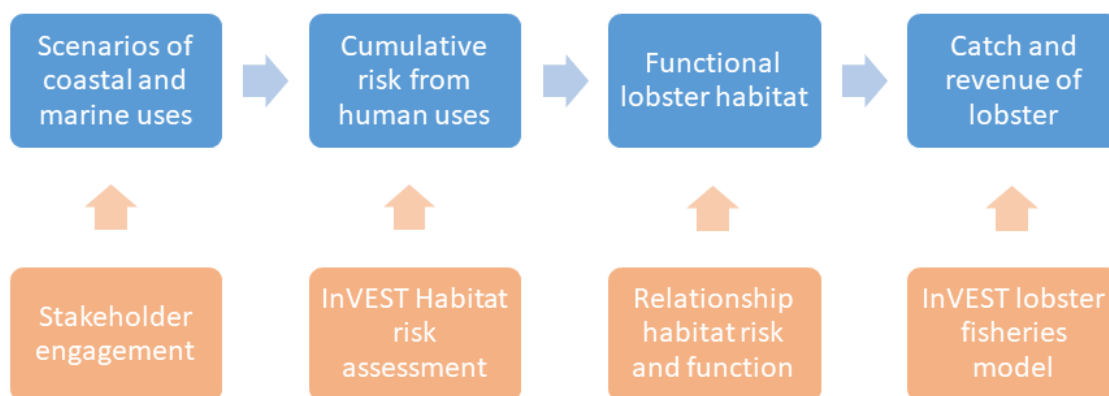 Scenarios of
coastal and
marine uses
Cumulative
risk from
human uses
Functional
lobster habitat
Catch and
revenue of
lobster
Stakeholder
engagement
InVEST Habitat
risk
assessment
Relationship
habitat risk
and function
InVEST lobster
fisheries
model